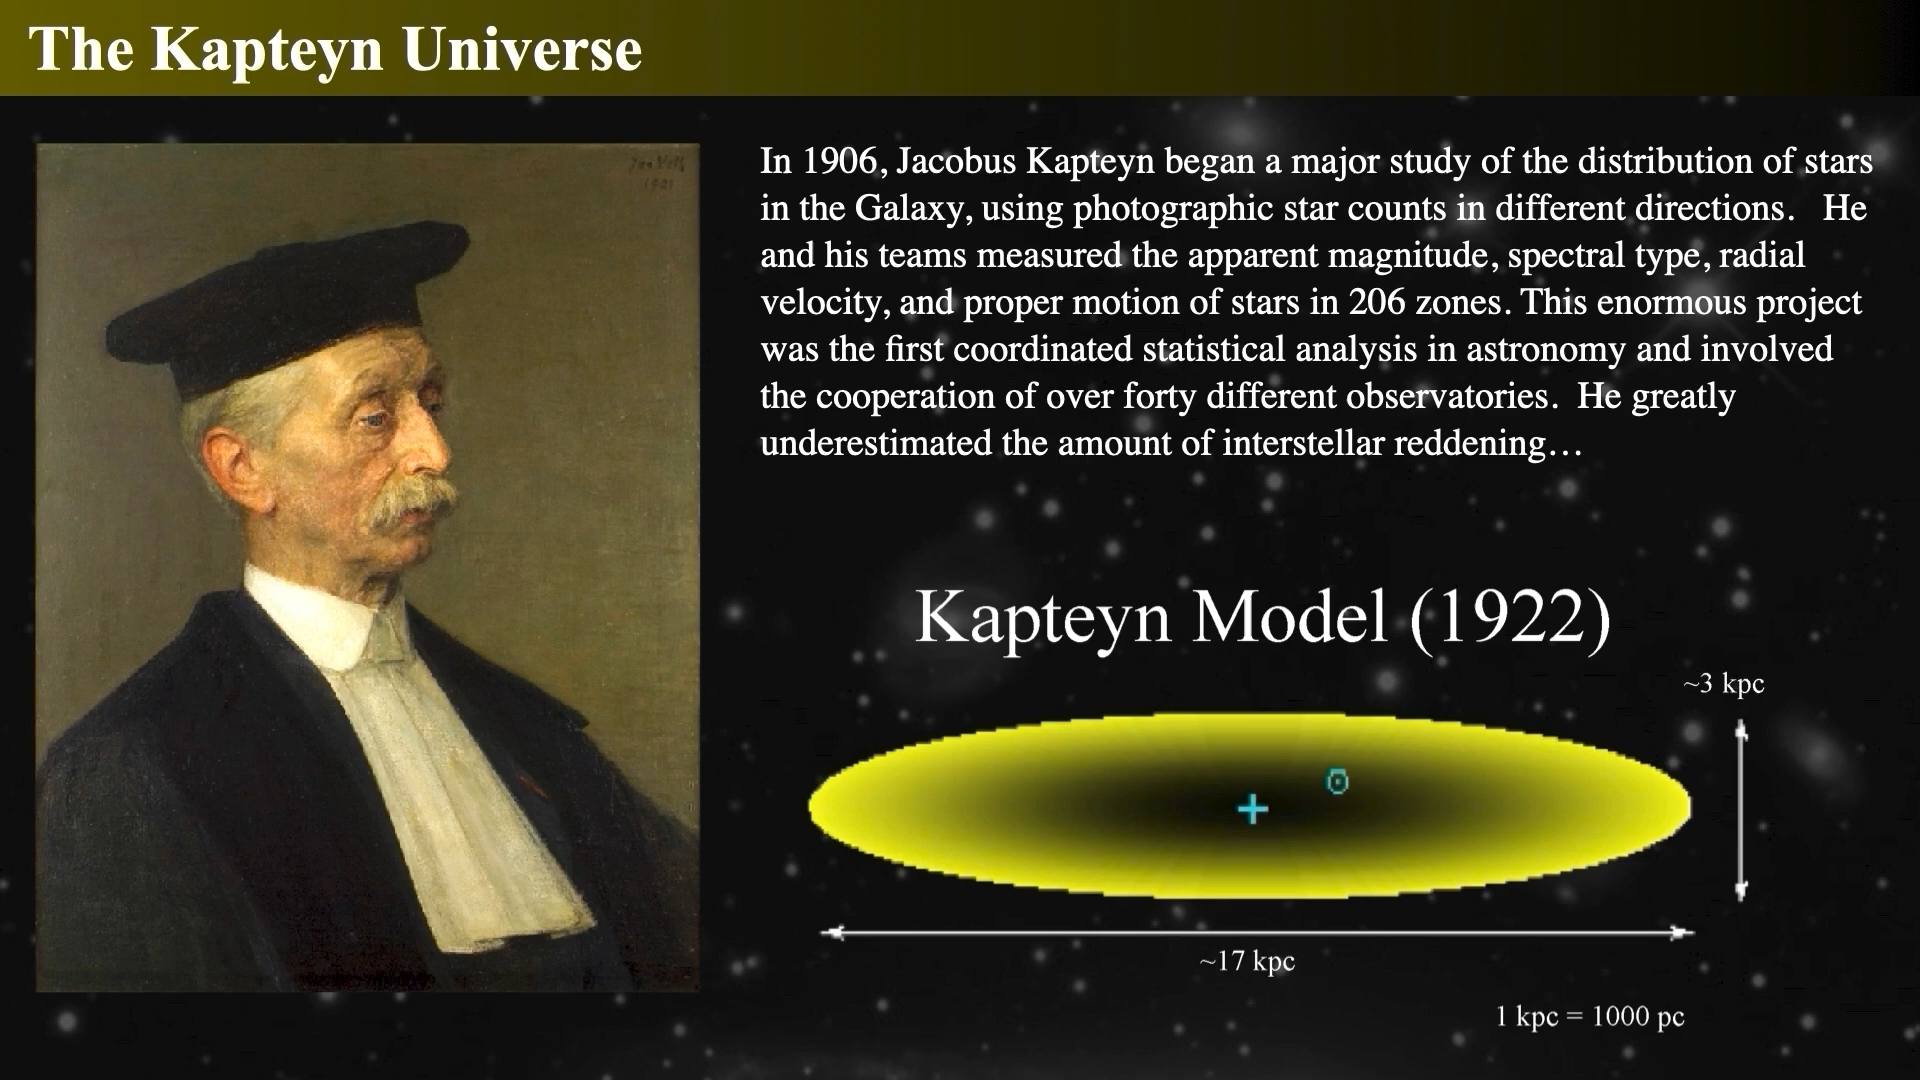 The Kapteyn Universe
In 1906, Jacobus Kapteyn began a major study of the distribution of stars
in the Galaxy, using photographic star counts in different directions.   He
and his teams measured the apparent magnitude, spectral type, radial
velocity, and proper motion of stars in 206 zones. This enormous project
was the first coordinated statistical analysis in astronomy and involved
the cooperation of over forty different observatories.  He greatly
underestimated the amount of interstellar reddening…
Kapteyn Model (1922)
~3 kpc
~17 kpc
1 kpc = 1000 pc